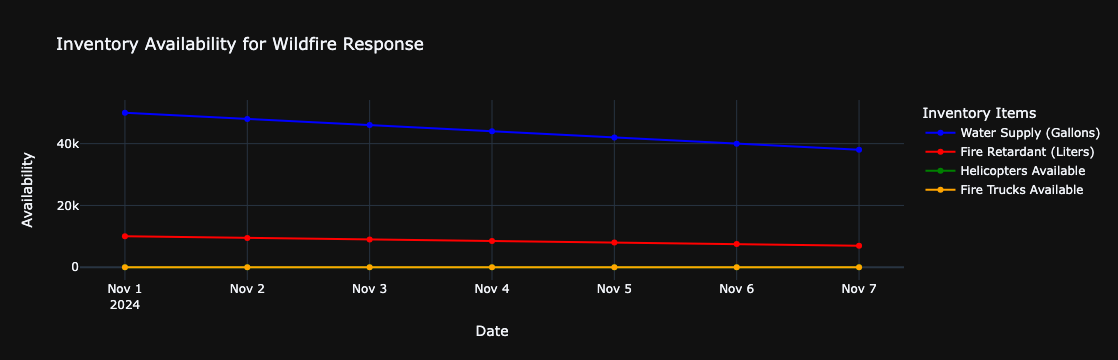 Inventory Availability for Wildfire Response
Inventory Items
Water Supply (Gallons)
Fire Retardant (Liters)
Helicopters Available
Fire Trucks Available
Availability
40k
20k
0
Nov 1
2024
Nov 2
Nov 3
Nov 4
Nov 5
Nov 6
Nov 7
Date